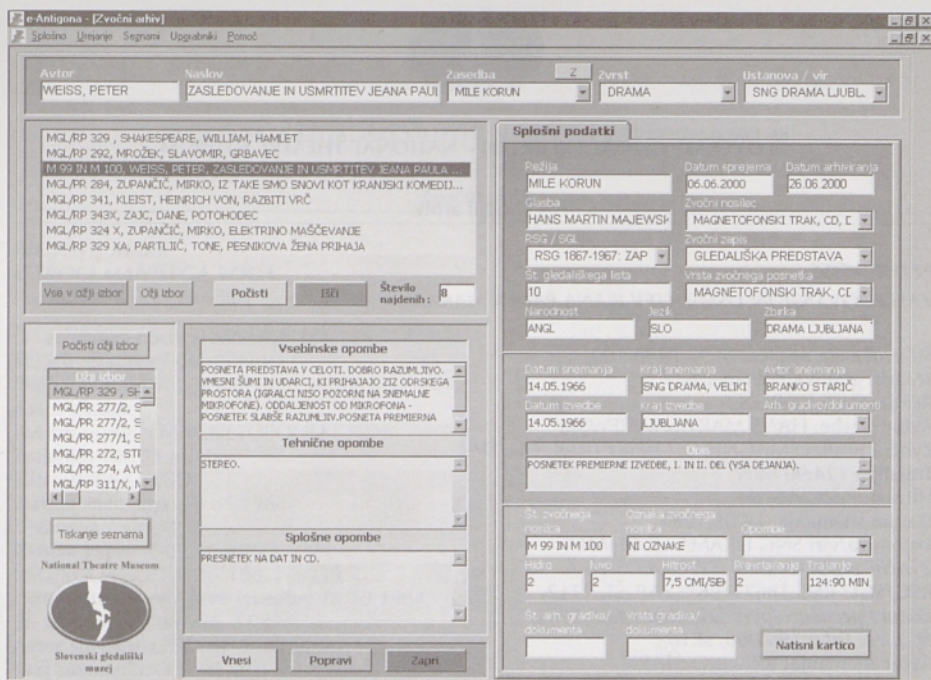 e-Antigona - [Zvočni arhiv]
Splošno Urejanje Seznami Uporabniki Pomoč
Avtor Naslov Zasedba Z Zvrst Ustanova / vir
WEISS, PETER ZASLEDOVANJE IN USMRTITEV JEANA PAUL MILE KORUN DRAMA SNG DRAMA LJUBL.
MGL/RP 329 , SHAKESPEARE, WILLIAM, HAMLET
MGL/RP 292, MROŽEK, SLAVOMIR, GRBAVEC
M 99 IN M 100, WEISS, PETER, ZASLEDOVANJE IN USMRTITEV JEANA PAULA ...
MGL/PR 284, ZUPANČIČ, MIRKO, IZ TAKE SMO SNOVI KOT KRANJSKI KOMEDIJ...
MGL/RP 341, KLEIST, HEINRICH VON, RAZBITI VRČ
MGL/RP 343X, ZAJC, DANE, POTOHODEC
MGL/RP 324 X, ZUPANČIČ, MIRKO, ELEKTRINO MAŠČEVANJE
MGL/RP 329 XA, PARTLJIČ, TONE, PESNIKOVA ŽENA PRIHAJA
Vse v ožji izbor Ožji izbor Počisti Išči Število najdenih : 8
Počisti ožji izbor
Ožji izbor
MGL/RP 329 , SH
MGL/PR 277/2, S
MGL/PR 277/2, S
MGL/PR 277/1, S
MGL/PR 272, STR
MGL/PR 274, AYC
MGL/RP 311/X, M
Tiskanje seznama
National Theatre Museum
Slovenski gledališki
muzej
Vsebinske opombe
POSNETA PREDSTAVA V CELOTI. DOBRO RAZUMLJIVO.
VMESNI ŠUMI IN UDARCI, KI PRIHAJAJO ZIZ ODRSKEGA
PROSTORA (IGRALCI NISO POZORNI NA SNEMALNE
MIKROFONE). ODDALJENOST OD MIKROFONA -
POSNETEK SLABŠE RAZUMLJIV.POSNETA PREMIERNA
Tehnične opombe
STEREO.
Splošne opombe
PRESNETEK NA DAT IN CD.
Vnesi Popravi Zapri
Splošni podatki
Režija Datum sprejema Datum arhiviranja
MILE KORUN 06.06.2000 26 06 2000
Glasba Zvočni nosilec
HANS MARTIN MAJEWSK MAGNETOFONSKI TRAK, CD, D
RSG / SGL Zvočni zapis
RSG 1867-1967: ZAP GLEDALIŠKA PREDSTAVA
Št. gledališkega lista Vrsta zvočnega posnetka
10 MAGNETOFONSKI TRAK, CD
Narodnost Jezik Zbirka
ANGL SLO DRAMA LJUBLJANA
Datum snemanja Kraj snemanja Avtor snemanja
14.05.1966 SNG DRAMA, VELIKI BRANKO STARIČ
Datum izvedbe Kraj izvedbe Arh. gradivo/dokumenti
14.05.1966 LJUBLJANA
Opis
POSNETEK PREMIERNE IZVEDBE, I. IN II. DEL (VSA DEJANJA).
Št. zvočnega nosilca Oznaka zvočnega nosilca Opombe
M 99 IN M 100 NI OZNAKE
Hidro Nivo Hitrost Previrtavanje Trajanje
2 2 7,5 CMI/SEK 2 124:90 MIN
Št. arh. gradiva/ dokumenta Vrsta gradiva/ dokumenta
Natisni kartico